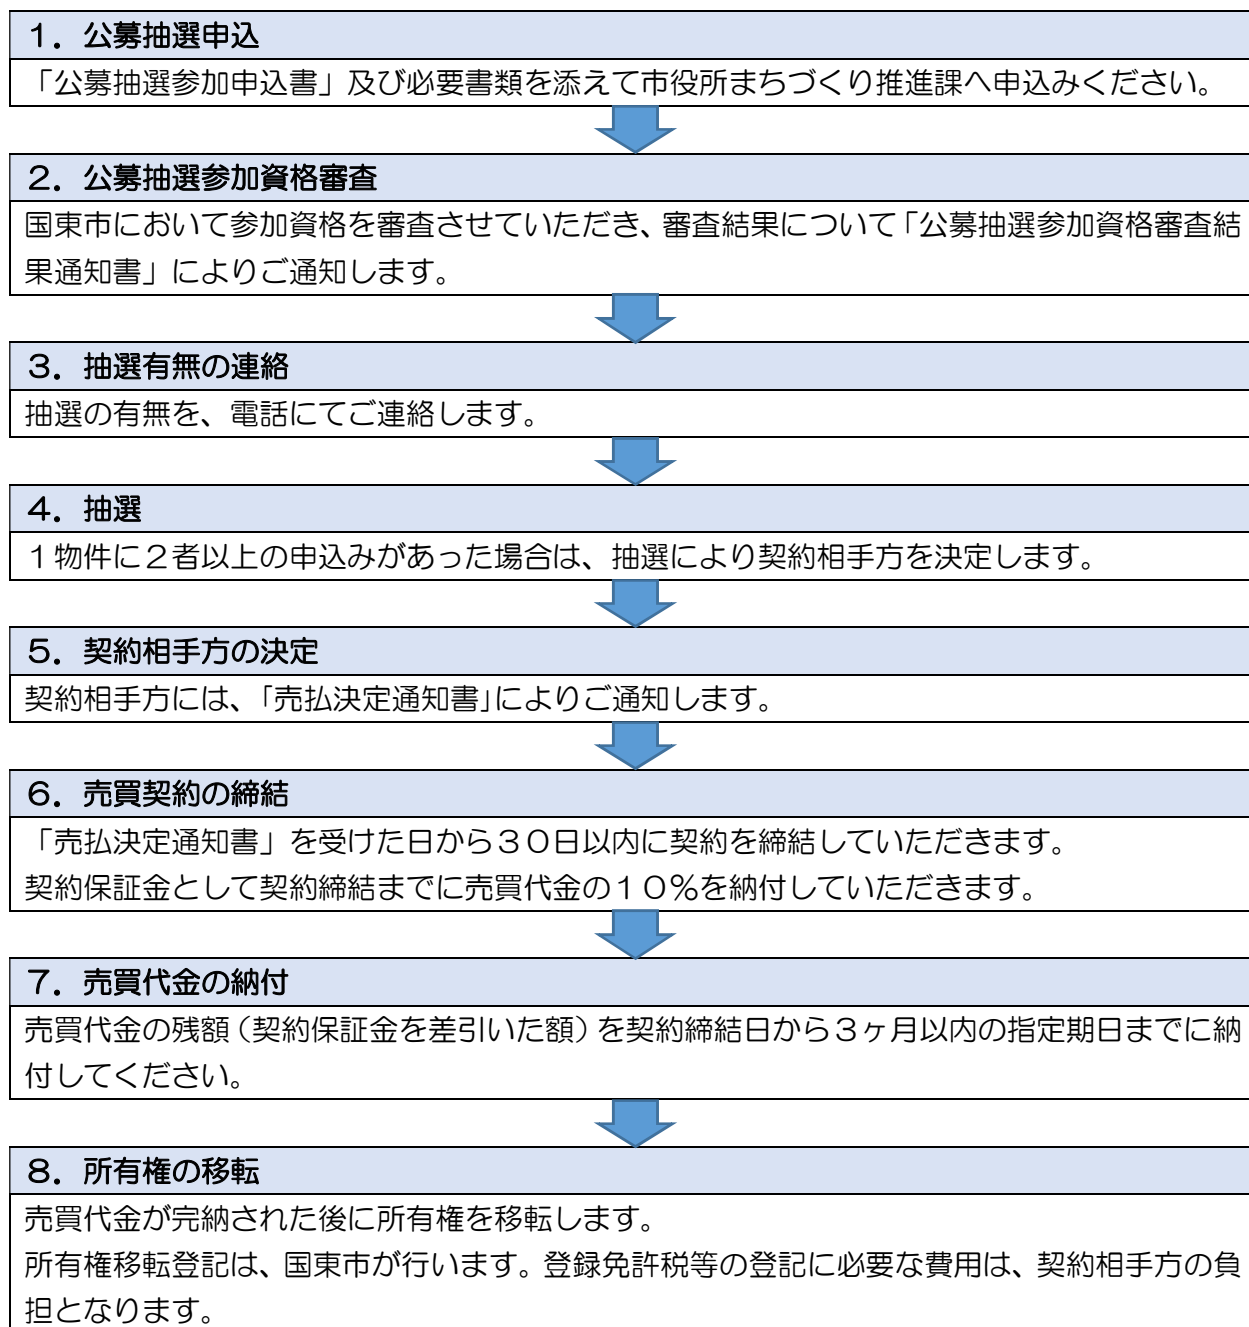 １．公募抽選申込
「公募抽選参加申込書」及び必要書類を添えて市役所まちづくり推進課へ申込みください。
２．公募抽選参加資格審査
国東市において参加資格を審査させていただき、審査結果について「公募抽選参加資格審査結
果通知書」によりご通知します。
３．抽選有無の連絡
抽選の有無を、電話にてご連絡します。
４．抽選
１物件に２者以上の申込みがあった場合は、抽選により契約相手方を決定します。
５．契約相手方の決定
契約相手方には、「売払決定通知書」によりご通知します。
６．売買契約の締結
「売払決定通知書」を受けた日から３０日以内に契約を締結していただきます。
契約保証金として契約締結までに売買代金の１０％を納付していただきます。
７．売買代金の納付
売買代金の残額（契約保証金を差引いた額）を契約締結日から３ヶ月以内の指定期日までに納
付してください。
８．所有権の移転
売買代金が完納された後に所有権を移転します。
所有権移転登記は、国東市が行います。登録免許税等の登記に必要な費用は、契約相手方の負
担となります。